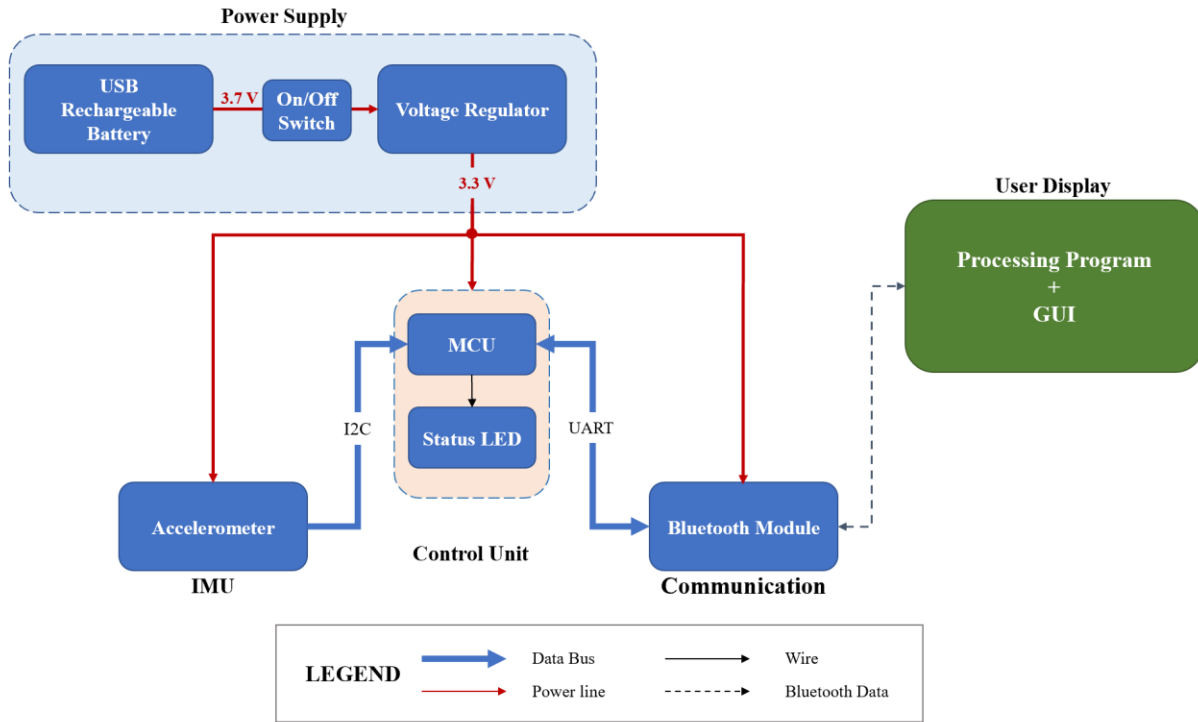 Power Supply
USB
Rechargeable
Battery
3.7 V
On/Off
Switch
Voltage Regulator
3.3 V
User Display
Processing Program
+
GUI
MCU
Status LED
I2C
UART
Accelerometer
IMU
Control Unit
Bluetooth Module
Communication
LEGEND
Data Bus
Wire
Power line
Bluetooth Data